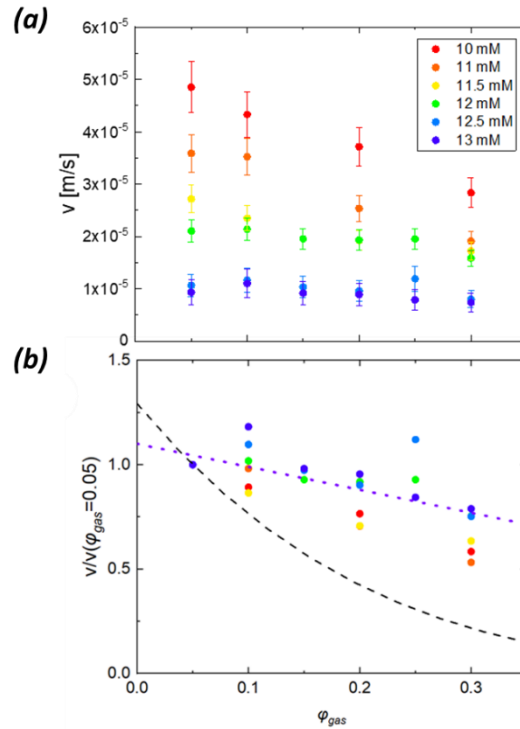 (a)
6x10⁻⁵
5x10⁻⁵
4x10⁻⁵
3x10⁻⁵
2x10⁻⁵
1x10⁻⁵
0
v [m/s]
10 mM
11 mM
11.5 mM
12 mM
12.5 mM
13 mM
(b)
1.5
1.0
0.5
0.0
v/v(φgas=0.05)
0.0 0.1 0.2 0.3
φgas